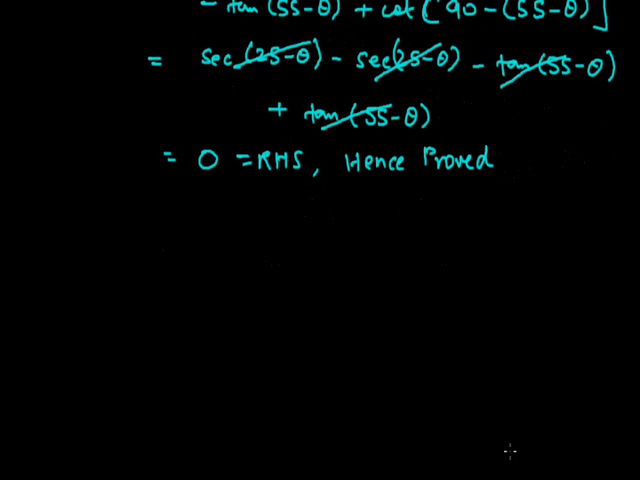 - tan (55-θ) + cot [90-(55-θ)]
= sec (25-θ) - sec(25-θ) - tan (55-θ)
+ tan (55-θ)
= 0 = RHS, Hence Proved